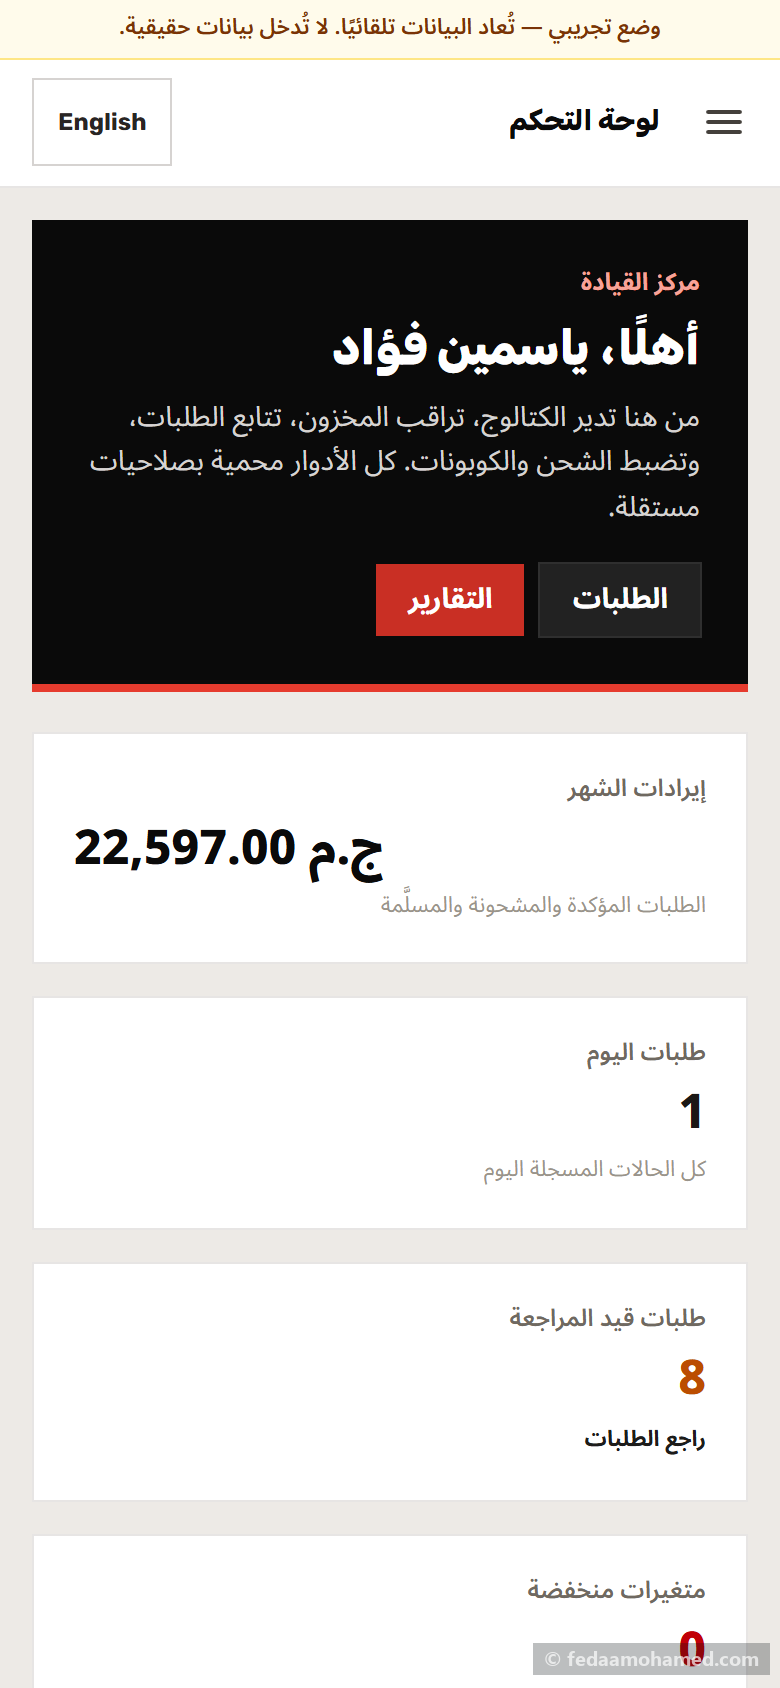 وضع تجريبي — تُعاد البيانات تلقائيًا. لا تُدخل بيانات حقيقية.
لوحة التحكم
English
مركز القيادة
أهلًا، ياسمين فؤاد
من هنا تدير الكتالوج، تراقب المخزون، تتابع الطلبات،
وتضبط الشحن والكوبونات. كل الأدوار محمية بصلاحيات
مستقلة.
الطلبات
التقارير
إيرادات الشهر
22,597.00 ج.م
الطلبات المؤكدة والمشحونة والمسلَّمة
طلبات اليوم
1
كل الحالات المسجلة اليوم
طلبات قيد المراجعة
8
راجع الطلبات
متغيرات منخفضة
0
© fedaamohamed.com